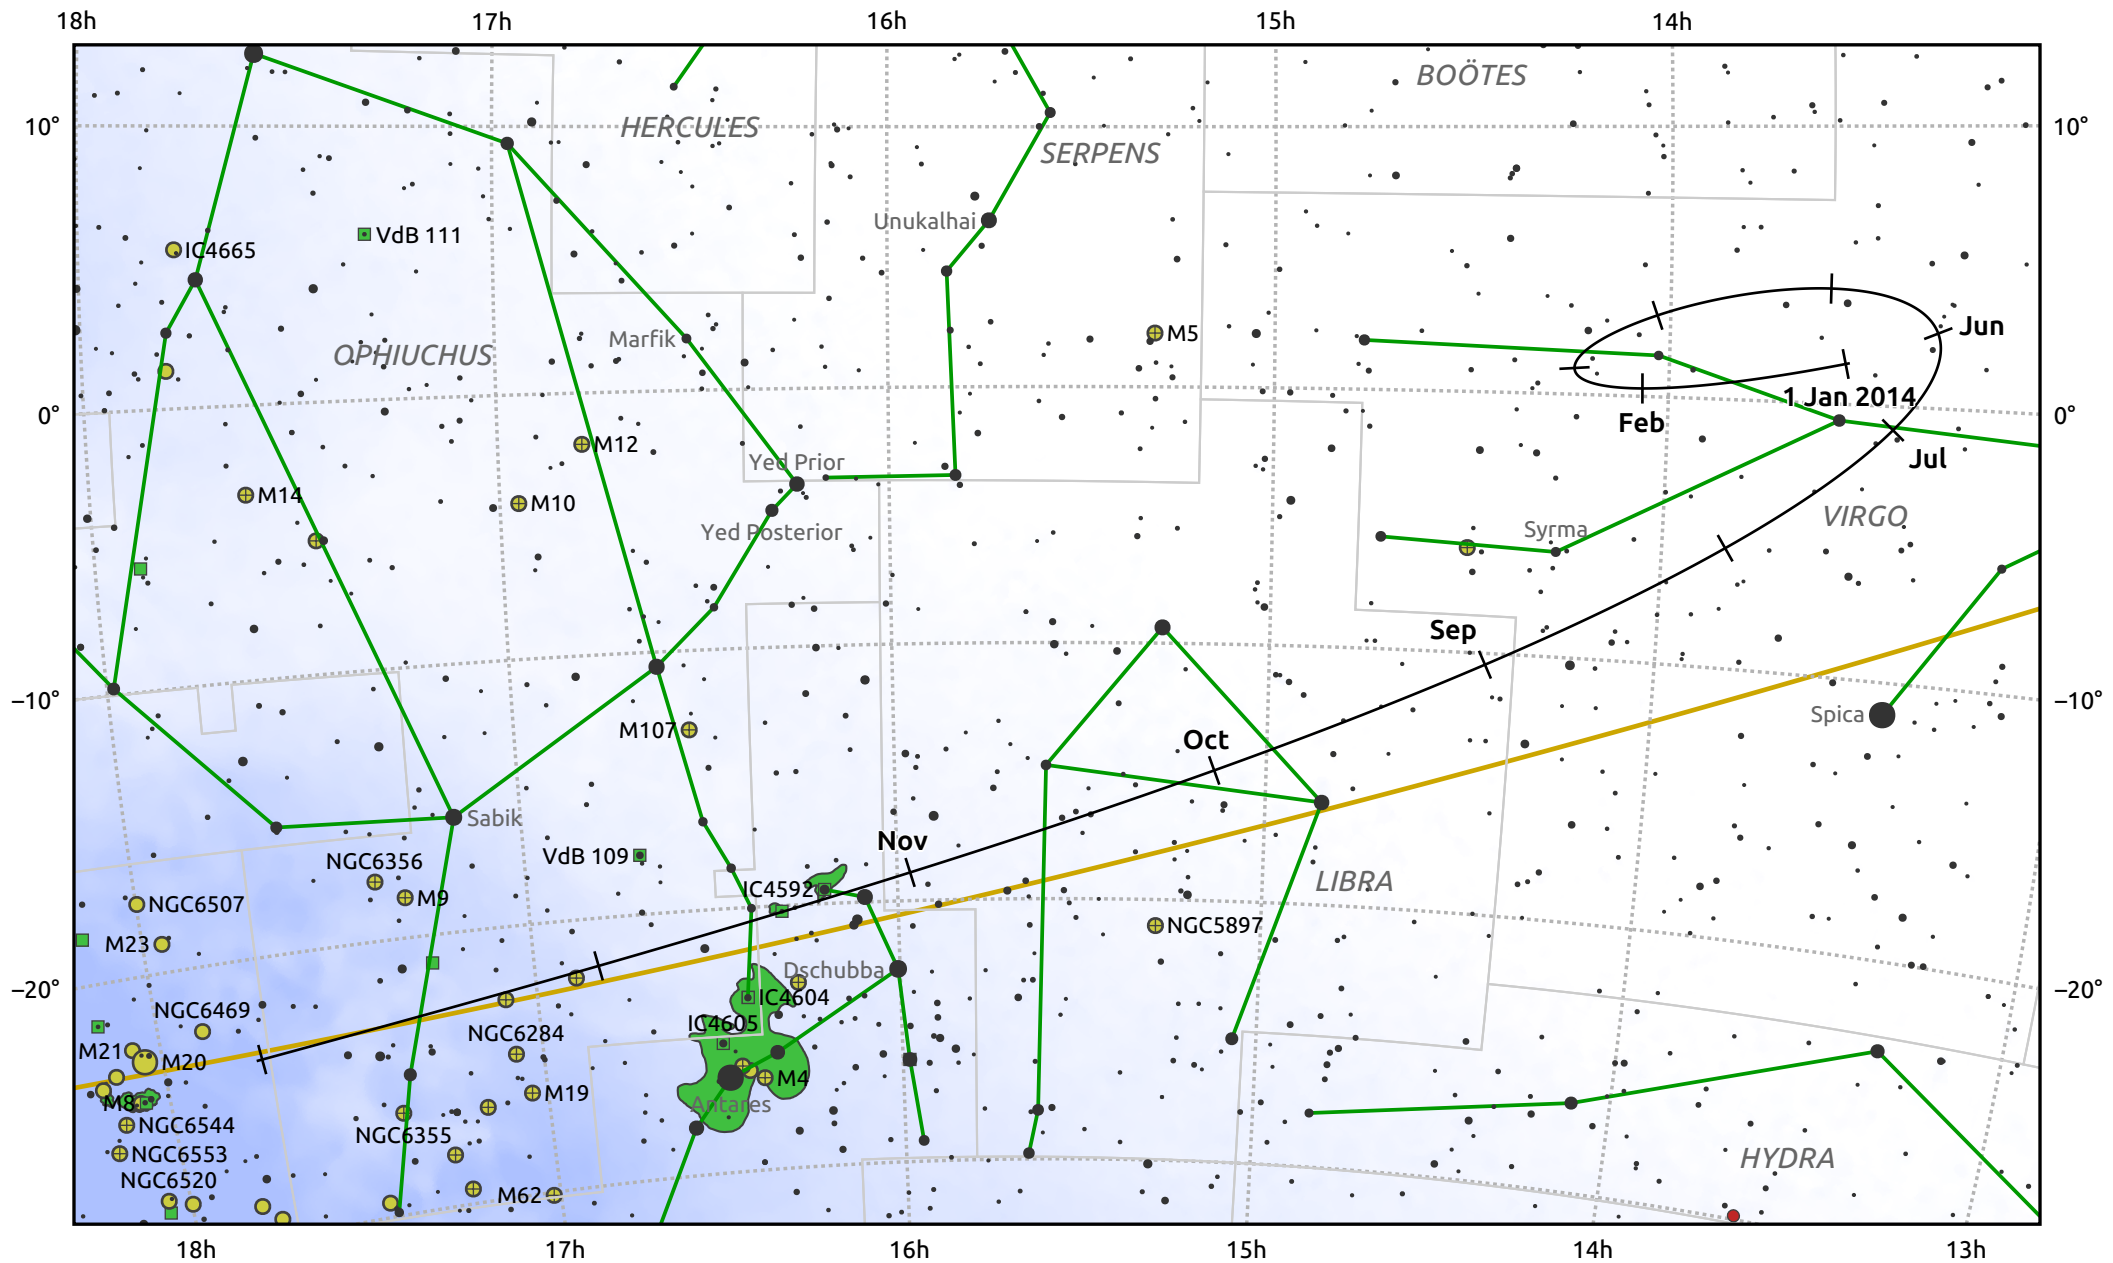 18h 17h 16h 15h 14h
BOÖTES
10° HERCULES 10°
SERPENS
Unukalhai
VdB 111
IC4665
Jun
M5
Marfik
OPHIUCHUS
1 Jan 2014
0° 0°
Feb
M12
Jul
Yed Prior
M14
M10
VIRGO
Yed Posterior Syrma
Sep
−10° −10°
Spica
M107
Oct
Sabik
Nov
VdB 109
NGC6356
LIBRA
IC4592
M9
NGC6507
NGC5897
M23
Dschubba
−20° −20°
IC4604
NGC6469
IC4605
NGC6284
M21
M20
M4
M19
M8
Antares
NGC6544
NGC6355
NGC6553
HYDRA
NGC6520
M62
18h 17h 16h 15h 14h 13h